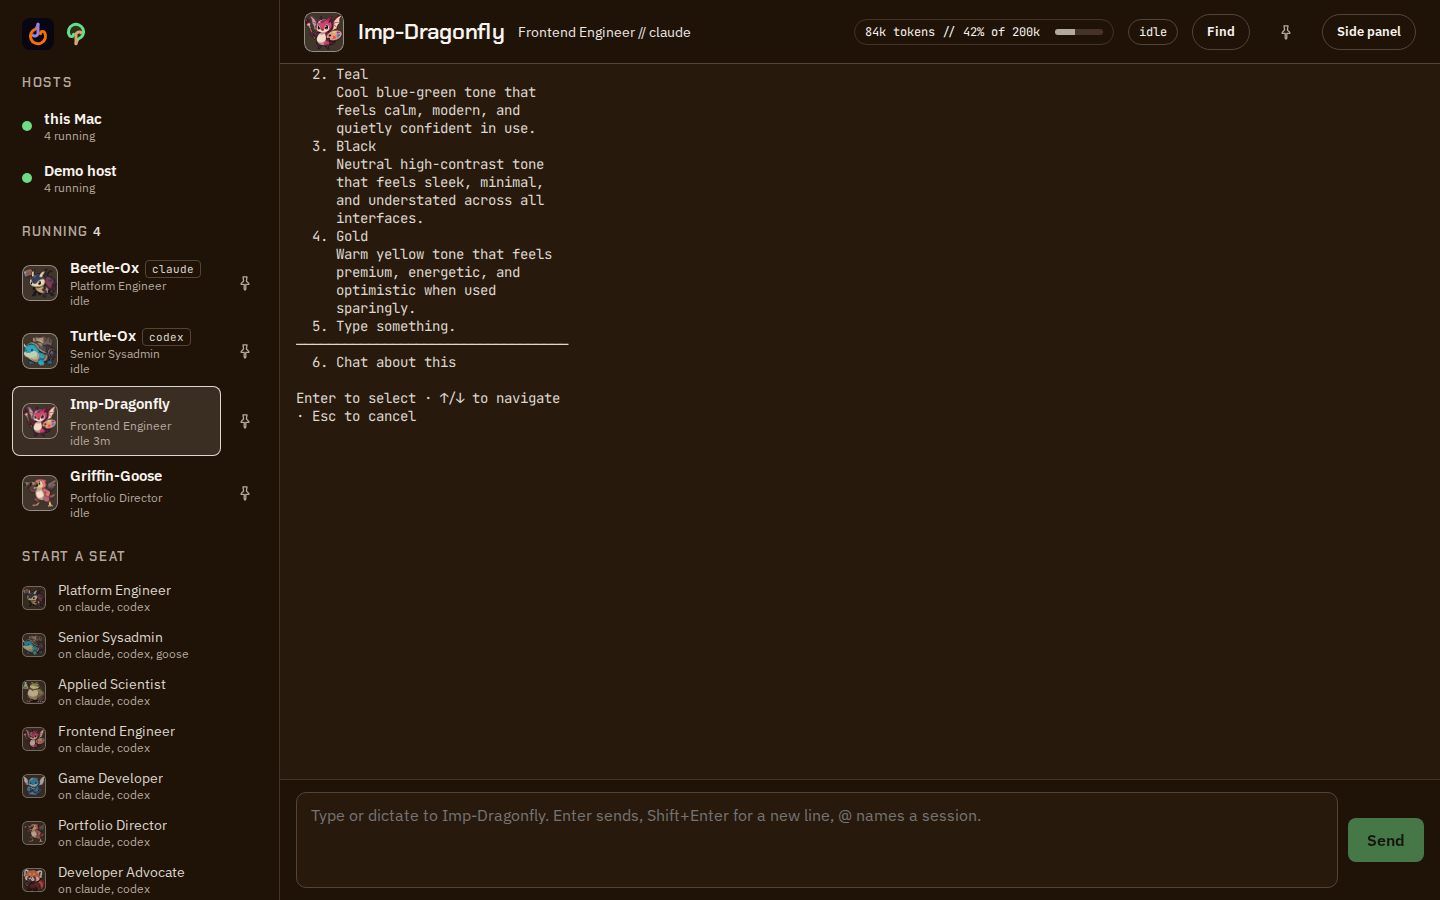 HOSTS
this Mac
4 running
Demo host
4 running
RUNNING 4
Beetle-Ox claude
Platform Engineer
idle
Turtle-Ox codex
Senior Sysadmin
idle
Imp-Dragonfly
Frontend Engineer
idle 3m
Griffin-Goose
Portfolio Director
idle
START A SEAT
Platform Engineer
on claude, codex
Senior Sysadmin
on claude, codex, goose
Applied Scientist
on claude, codex
Frontend Engineer
on claude, codex
Game Developer
on claude, codex
Portfolio Director
on claude, codex
Developer Advocate
on claude, codex
Imp-Dragonfly Frontend Engineer // claude 84k tokens // 42% of 200k idle Find Side panel
2. Teal
Cool blue-green tone that
feels calm, modern, and
quietly confident in use.
3. Black
Neutral high-contrast tone
that feels sleek, minimal,
and understated across all
interfaces.
4. Gold
Warm yellow tone that feels
premium, energetic, and
optimistic when used
sparingly.
5. Type something.
6. Chat about this
Enter to select · ↑/↓ to navigate
· Esc to cancel
Type or dictate to Imp-Dragonfly. Enter sends, Shift+Enter for a new line, @ names a session.
Send